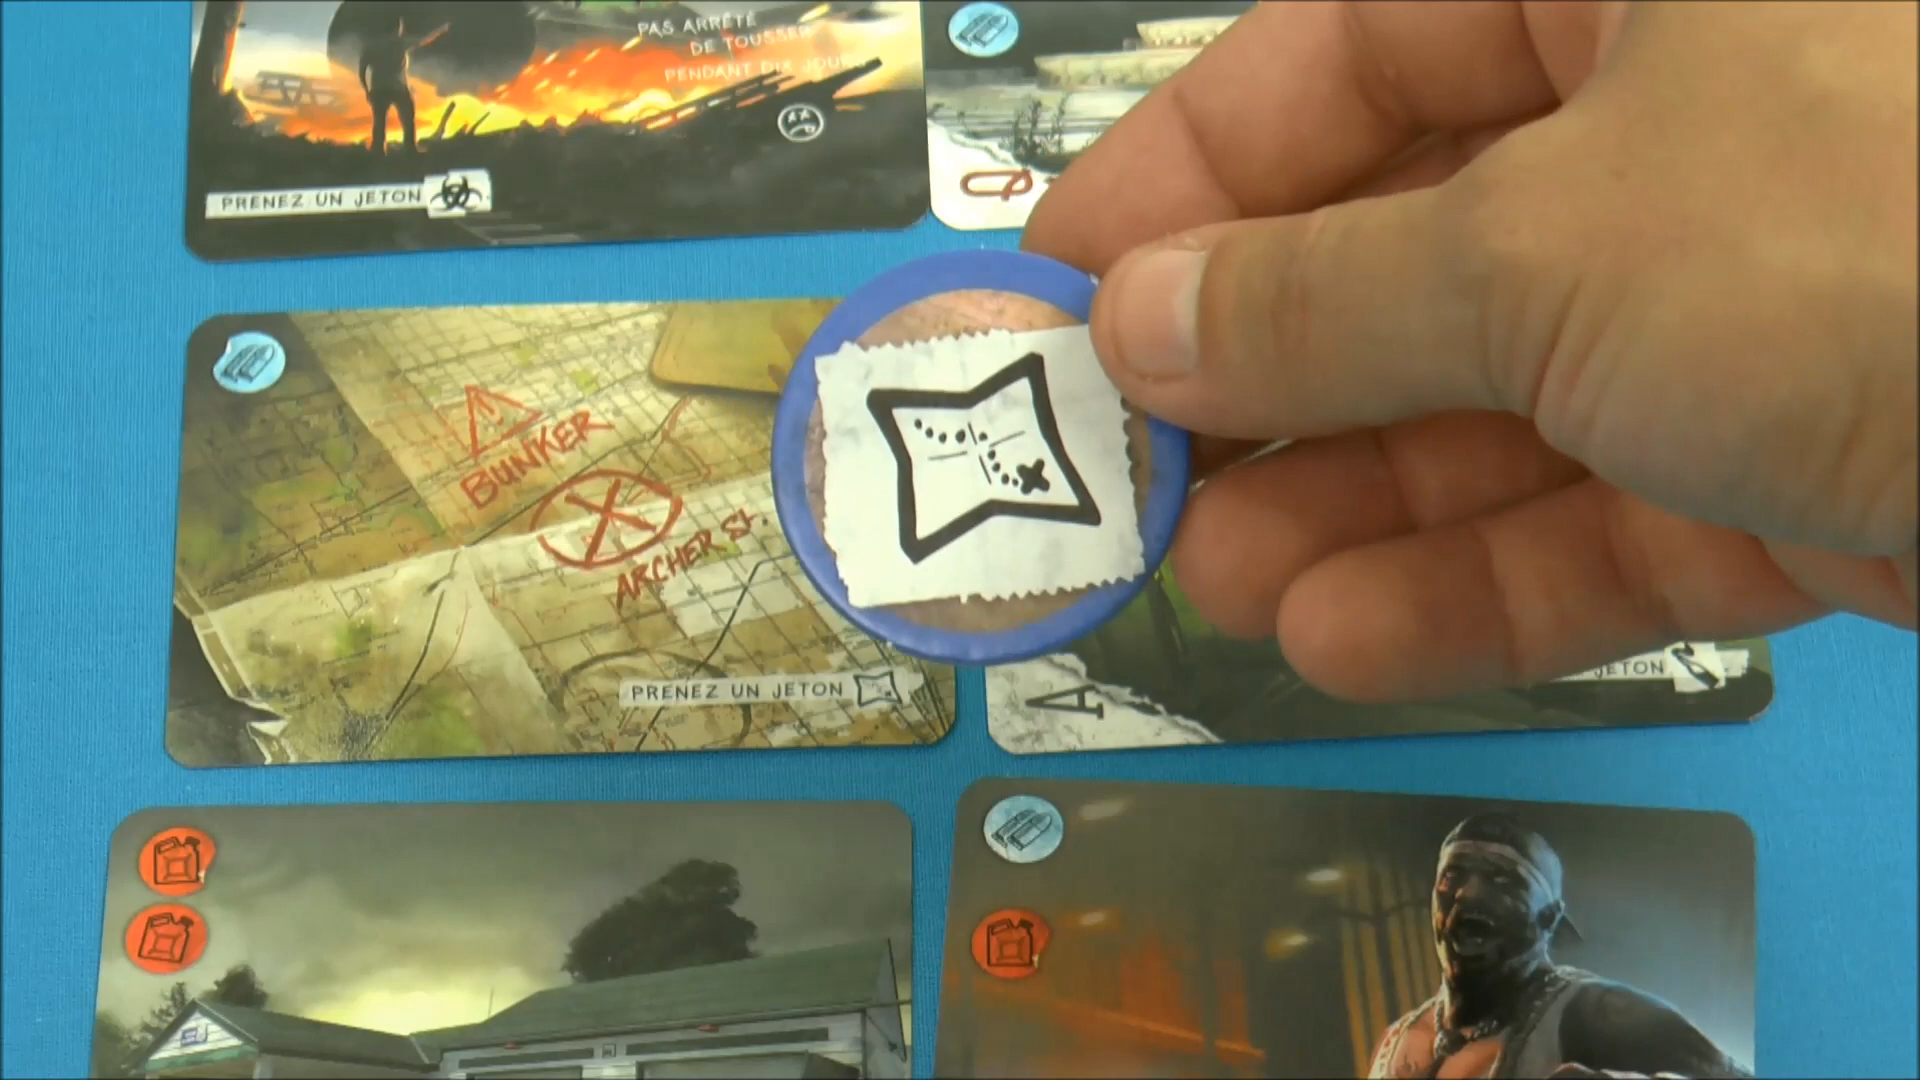 PAS ARRÊTÉ
DE TOUSSER
PENDANT DIX JOURS
PRENEZ UN JETON
BUNKER
ARCHER St.
PRENEZ UN JETON
JETON
A